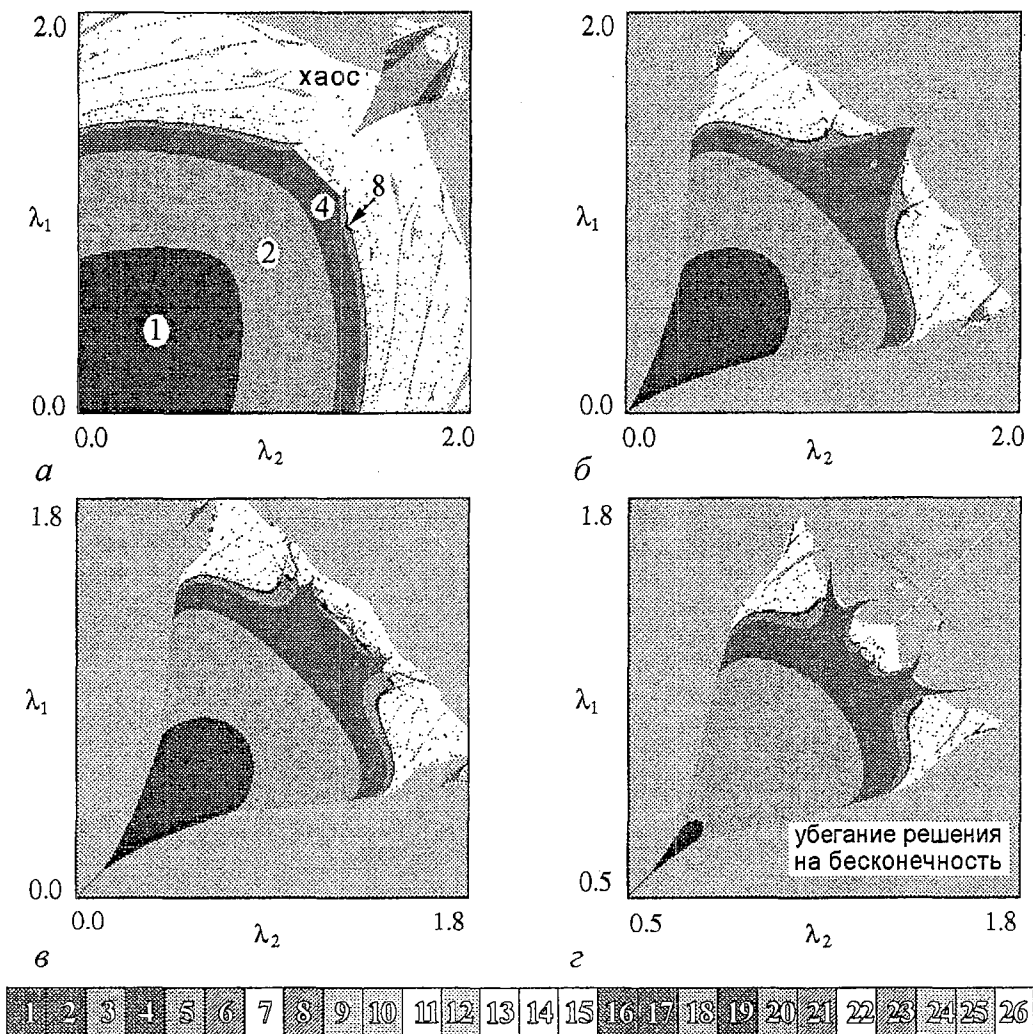 2.0
хаос
λ₁
8
4
2
1
0.0
0.0
λ₂
2.0
а
2.0
λ₁
0.0
0.0
λ₂
2.0
б
1.8
λ₁
0.0
0.0
λ₂
1.8
в
1.8
λ₁
убегание решения
на бесконечность
0.5
0.5
λ₂
1.8
г
1 2 3 4 5 6 7 8 9 10 11 12 13 14 15 16 17 18 19 20 21 22 23 24 25 26